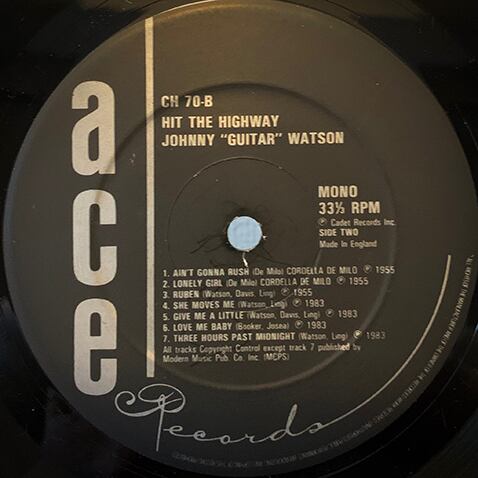 ace
Records
CH 70-B
HIT THE HIGHWAY
JOHNNY "GUITAR" WATSON
MONO
33⅓ RPM
℗ Cadet Records Inc.
SIDE TWO
Made In England
1. AIN'T GONNA RUSH (De Milo) CORDELLA DE MILO ℗ 1955
2. LONELY GIRL (De Milo) CORDELLA DE MILO ℗ 1955
3. RUBEN (Watson, Davis, Ling) ℗ 1955
4. SHE MOVES ME (Watson, Ling) ℗ 1983
5. GIVE ME A LITTLE (Watson, Davis, Ling) ℗ 1983
6. LOVE ME BABY (Booker, Josea) ℗ 1983
7. THREE HOURS PAST MIDNIGHT (Watson, Ling) ℗ 1983
All tracks Copyright Control except track 7 published by
Modern Music Pub. Co. Inc. (MCPS)